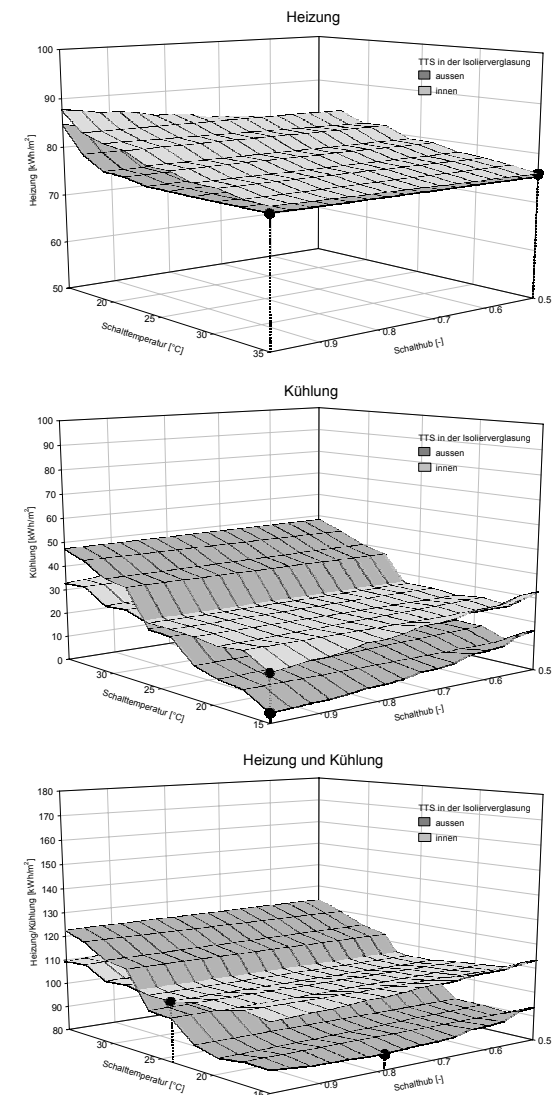 Heizung
100
90
80
70
60
50
Heizung [kWh/m²]
TTS in der Isolierverglasung
aussen
innen
20
25
30
35
Schalttemperatur [°C]
0.9
0.8
0.7
0.6
0.5
Schalthub [-]
Kühlung
100
90
80
70
60
50
40
30
20
10
0
Kühlung [kWh/m²]
TTS in der Isolierverglasung
aussen
innen
30
25
20
15
Schalttemperatur [°C]
0.9
0.8
0.7
0.6
0.5
Schalthub [-]
Heizung und Kühlung
180
170
160
150
140
130
120
110
100
90
80
Heizung/Kühlung [kWh/m²]
TTS in der Isolierverglasung
aussen
innen
30
25
20
15
Schalttemperatur [°C]
0.9
0.8
0.7
0.6
0.5
Schalthub [-]